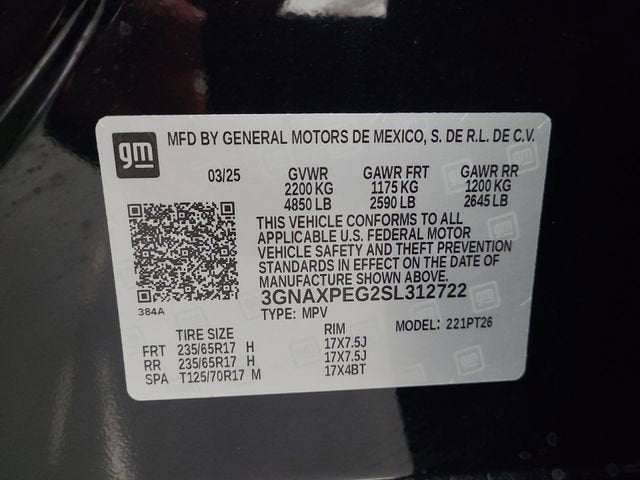 gm
MFD BY GENERAL MOTORS DE MEXICO, S. DE R.L. DE C.V.
03/25 GVWR GAWR FRT GAWR RR
2200 KG 1175 KG 1200 KG
4850 LB 2590 LB 2645 LB
THIS VEHICLE CONFORMS TO ALL
APPLICABLE U.S. FEDERAL MOTOR
VEHICLE SAFETY AND THEFT PREVENTION
STANDARDS IN EFFECT ON THE DATE OF
MANUFACTURE SHOWN ABOVE.
3GNAXPEG2SL312722
384A
TYPE: MPV MODEL: 221PT26
TIRE SIZE RIM
FRT 235/65R17 H 17X7.5J
RR 235/65R17 H 17X7.5J
SPA T125/70R17 M 17X4BT